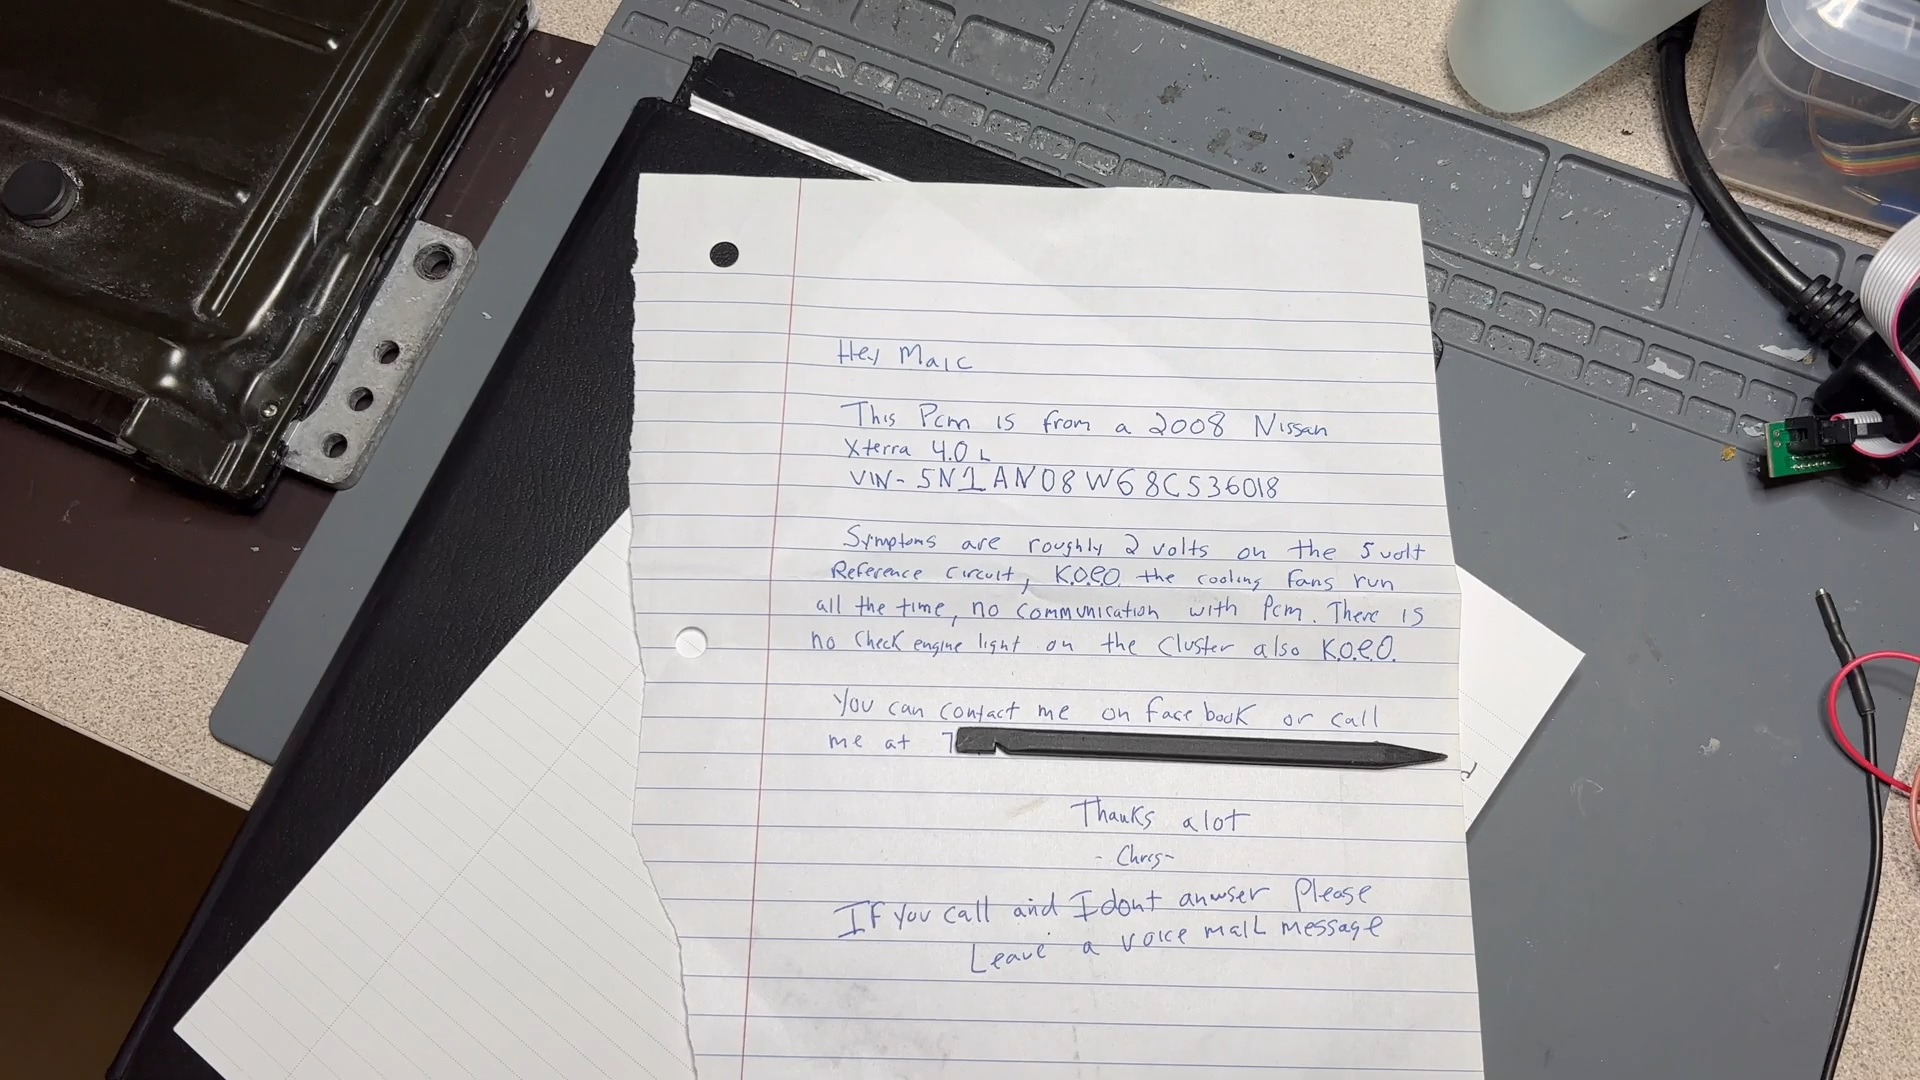 Hey Marc
This Pcm is from a 2008 Nissan
Xterra 4.0 L
VIN- 5N1AN08W68C536018
Symptoms are roughly 2 volts on the 5 volt
Reference circuit, K.O.E.O. the cooling fans run
all the time, no communication with Pcm. There is
no check engine light on the cluster also K.O.E.O.
You can contact me on facebook or call
me at 7
Thanks alot
- Chris -
If you call and I dont anwser Please
Leave a voice mail message